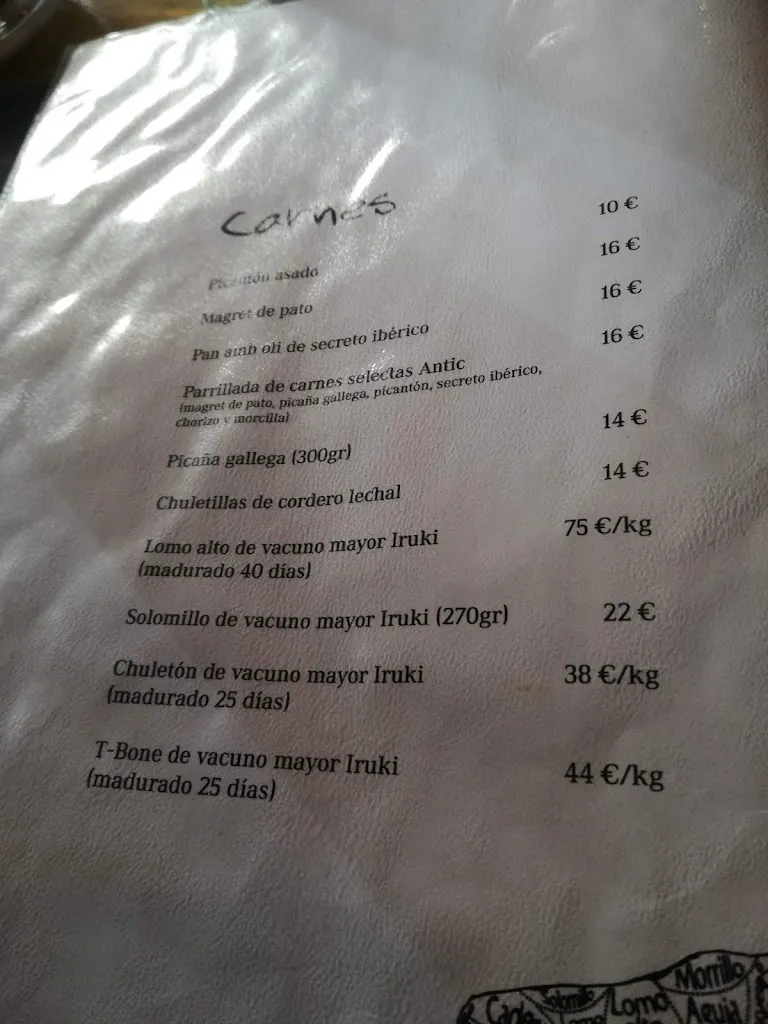 Carnes
Picantón asado 10 €
Magret de pato 16 €
Pan amb oli de secreto ibérico 16 €
Parrillada de carnes selectas Antic 16 €
(magret de pato, picaña gallega, picantón, secreto ibérico,
chorizo y morcilla)
Picaña gallega (300gr) 14 €
Chuletillas de cordero lechal 14 €
Lomo alto de vacuno mayor Iruki 75 €/kg
(madurado 40 días)
Solomillo de vacuno mayor Iruki (270gr) 22 €
Chuletón de vacuno mayor Iruki 38 €/kg
(madurado 25 días)
T-Bone de vacuno mayor Iruki 44 €/kg
(madurado 25 días)
Morrillo
Solomillo Lomo Aguja